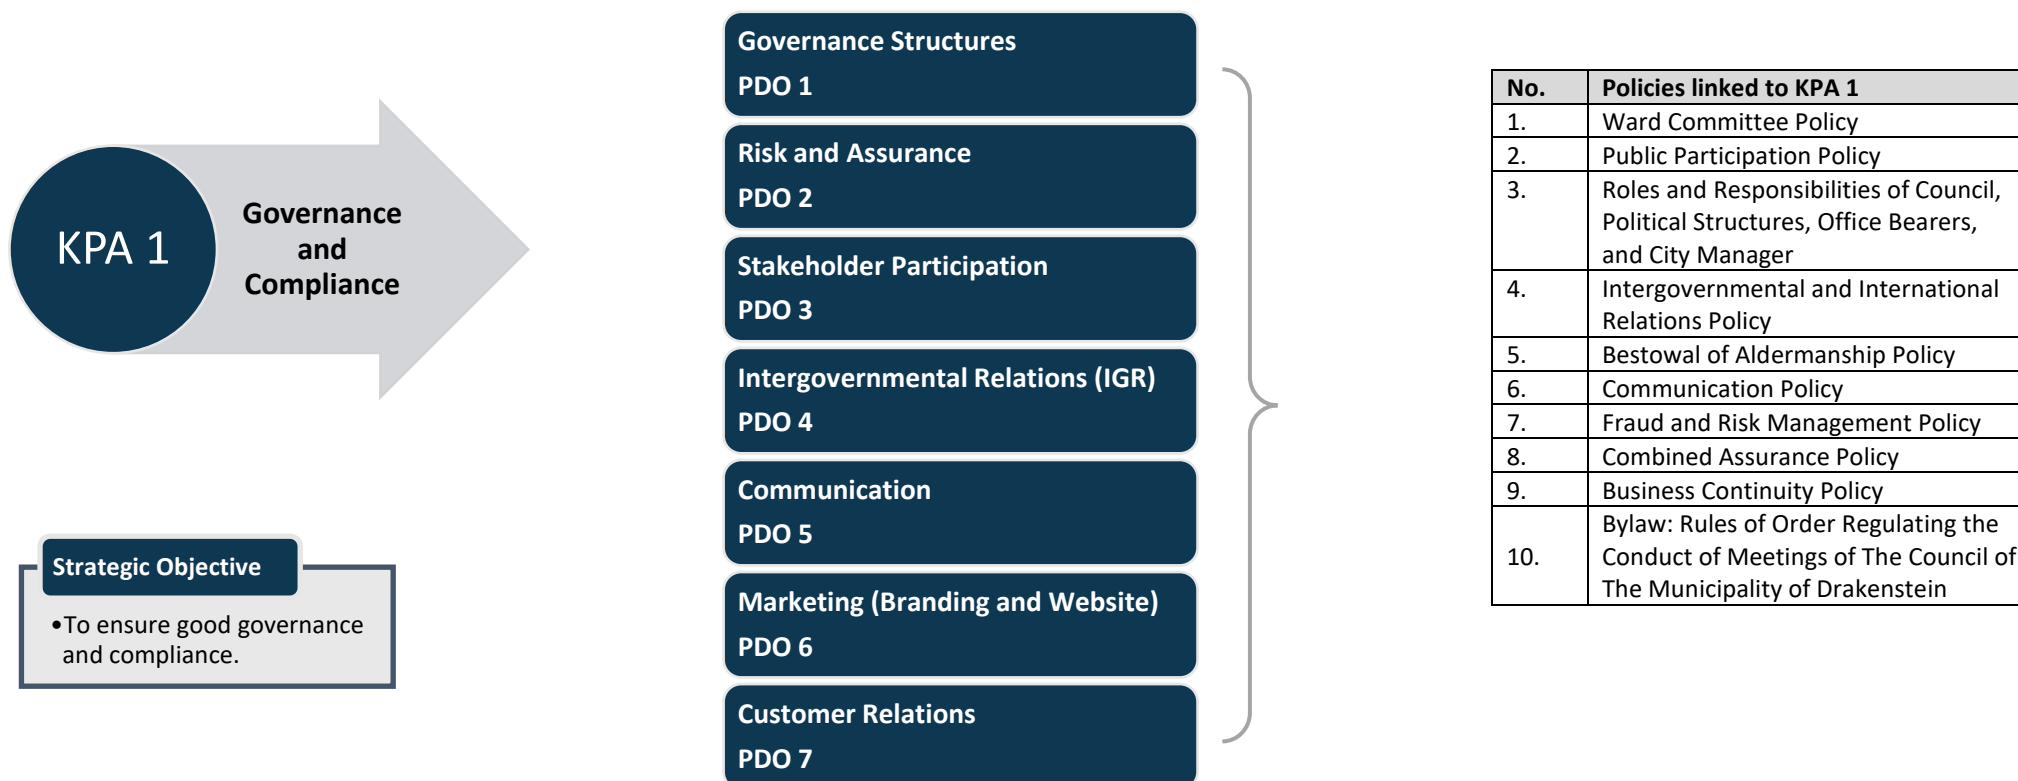 KPA 1
Governance
and
Compliance
Strategic Objective
•To ensure good governance
and compliance.
Governance Structures
PDO 1
Risk and Assurance
PDO 2
Stakeholder Participation
PDO 3
Intergovernmental Relations (IGR)
PDO 4
Communication
PDO 5
Marketing (Branding and Website)
PDO 6
Customer Relations
PDO 7
No. Policies linked to KPA 1
1. Ward Committee Policy
2. Public Participation Policy
3. Roles and Responsibilities of Council,
Political Structures, Office Bearers,
and City Manager
4. Intergovernmental and International
Relations Policy
5. Bestowal of Aldermanship Policy
6. Communication Policy
7. Fraud and Risk Management Policy
8. Combined Assurance Policy
9. Business Continuity Policy
Bylaw: Rules of Order Regulating the
10. Conduct of Meetings of The Council of
The Municipality of Drakenstein